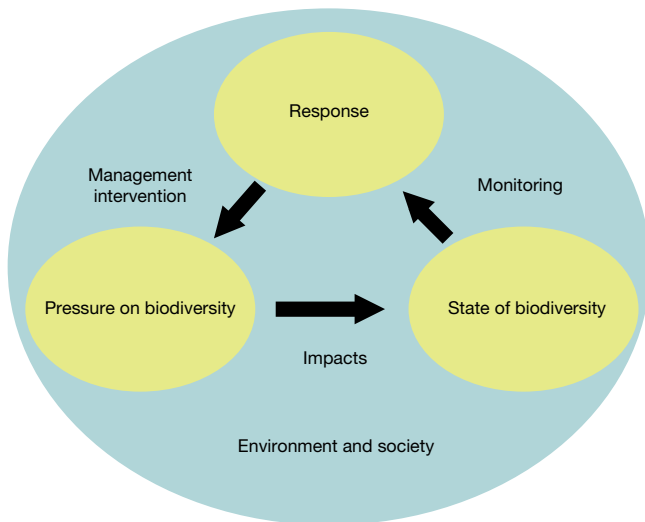 Response
Management
intervention
Monitoring
Pressure on biodiversity
State of biodiversity
Impacts
Environment and society